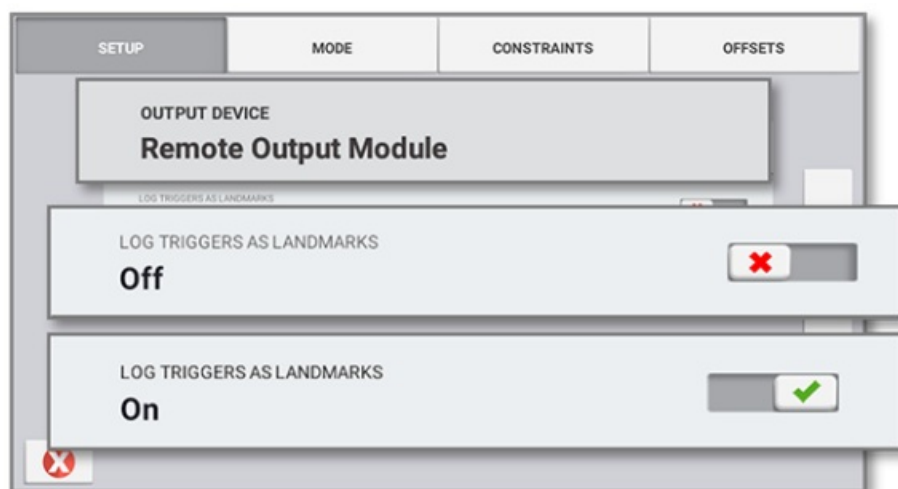 SETUP MODE CONSTRAINTS OFFSETS
OUTPUT DEVICE
Remote Output Module
LOG TRIGGERS AS LANDMARKS
LOG TRIGGERS AS LANDMARKS
Off
LOG TRIGGERS AS LANDMARKS
On